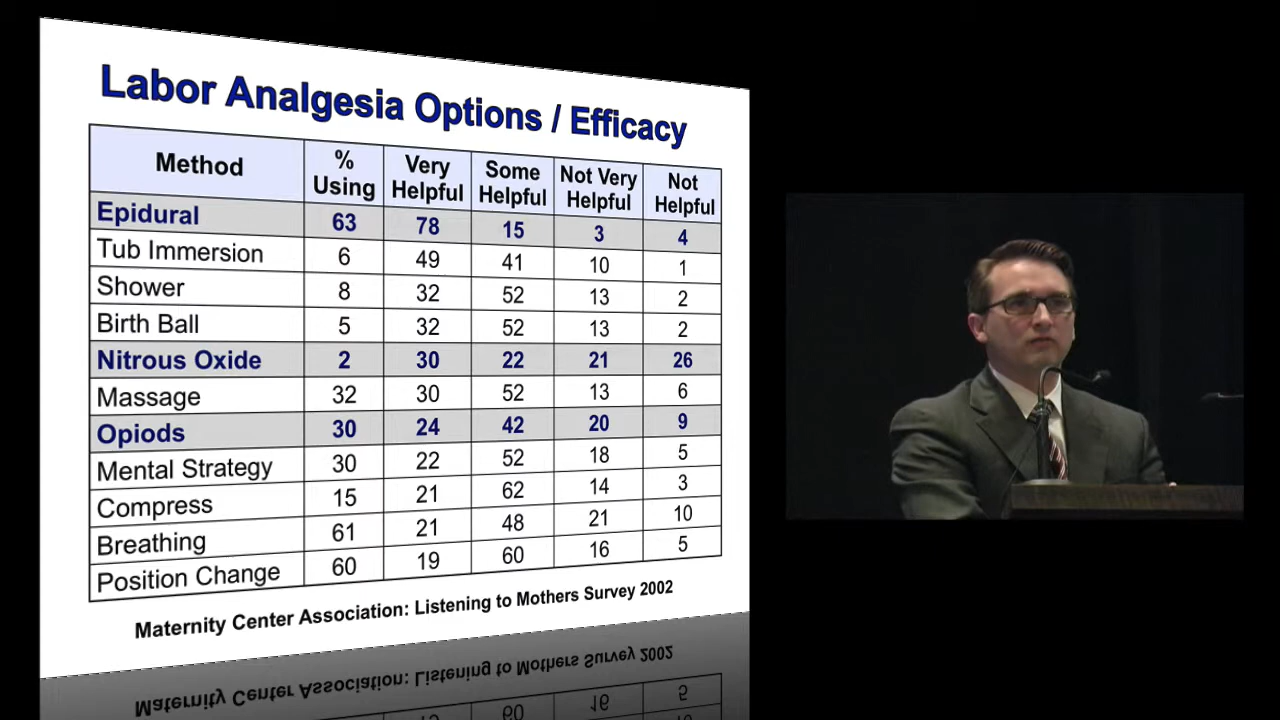 Labor Analgesia Options / Efficacy
Method % Using Very Helpful Some Helpful Not Very Helpful Not Helpful
Epidural 63 78 15 3 4
Tub Immersion 6 49 41 10 1
Shower 8 32 52 13 2
Birth Ball 5 32 52 13 2
Nitrous Oxide 2 30 22 21 26
Massage 32 30 52 13 6
Opiods 30 24 42 20 9
Mental Strategy 30 22 52 18 5
Compress 15 21 62 14 3
Breathing 61 21 48 21 10
Position Change 60 19 60 16 5
Maternity Center Association: Listening to Mothers Survey 2002